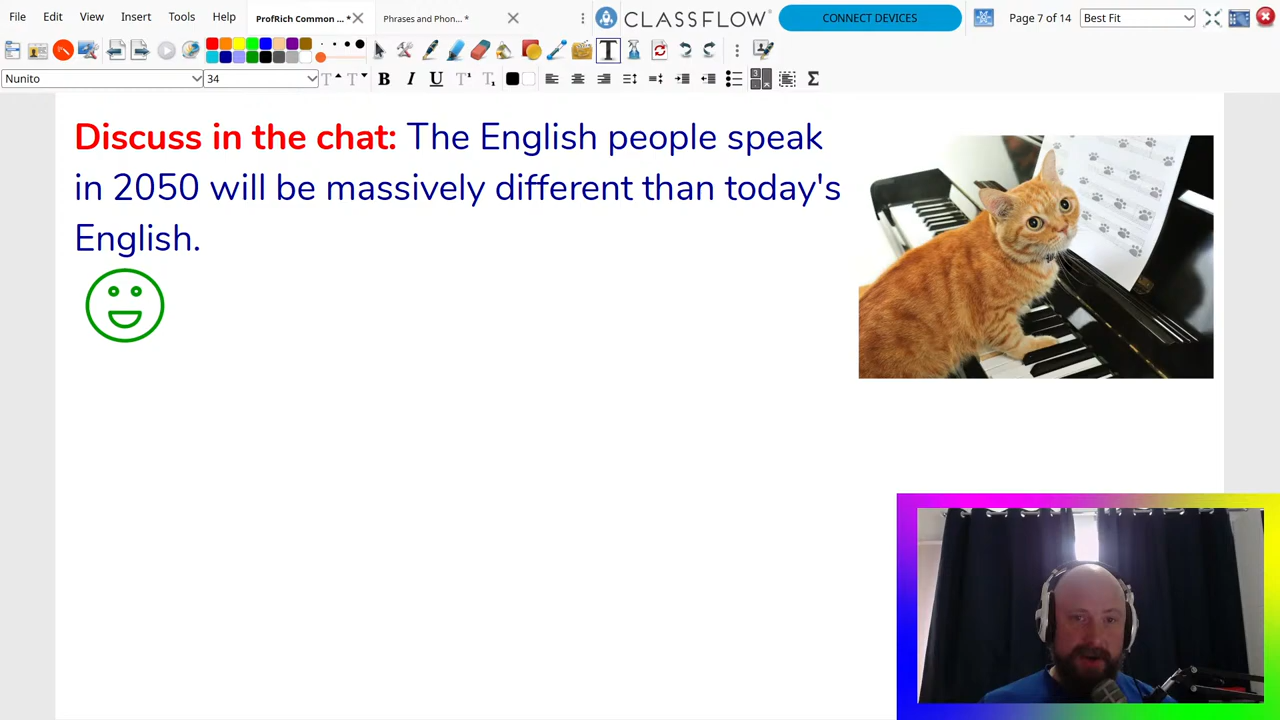 File Edit View Insert Tools Help ProfRich Common ... * Phrases and Phon... * CLASSFLOW CONNECT DEVICES Page 7 of 14 Best Fit
Nunito 34 T T B I U T¹ T₁ Σ
Discuss in the chat: The English people speak
in 2050 will be massively different than today's
English.